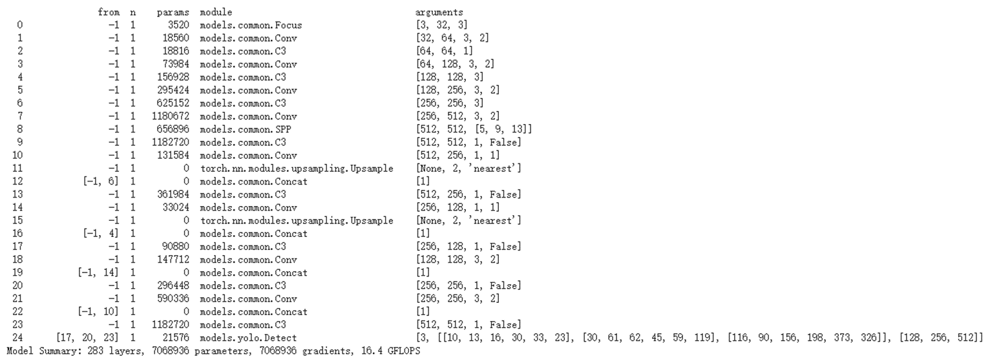 from n params module arguments
0 -1 1 3520 models.common.Focus [3, 32, 3]
1 -1 1 18560 models.common.Conv [32, 64, 3, 2]
2 -1 1 18816 models.common.C3 [64, 64, 1]
3 -1 1 73984 models.common.Conv [64, 128, 3, 2]
4 -1 1 156928 models.common.C3 [128, 128, 3]
5 -1 1 295424 models.common.Conv [128, 256, 3, 2]
6 -1 1 625152 models.common.C3 [256, 256, 3]
7 -1 1 1180672 models.common.Conv [256, 512, 3, 2]
8 -1 1 656896 models.common.SPP [512, 512, [5, 9, 13]]
9 -1 1 1182720 models.common.C3 [512, 512, 1, False]
10 -1 1 131584 models.common.Conv [512, 256, 1, 1]
11 -1 1 0 torch.nn.modules.upsampling.Upsample [None, 2, 'nearest']
12 [-1, 6] 1 0 models.common.Concat [1]
13 -1 1 361984 models.common.C3 [512, 256, 1, False]
14 -1 1 33024 models.common.Conv [256, 128, 1, 1]
15 -1 1 0 torch.nn.modules.upsampling.Upsample [None, 2, 'nearest']
16 [-1, 4] 1 0 models.common.Concat [1]
17 -1 1 90880 models.common.C3 [256, 128, 1, False]
18 -1 1 147712 models.common.Conv [128, 128, 3, 2]
19 [-1, 14] 1 0 models.common.Concat [1]
20 -1 1 296448 models.common.C3 [256, 256, 1, False]
21 -1 1 590336 models.common.Conv [256, 256, 3, 2]
22 [-1, 10] 1 0 models.common.Concat [1]
23 -1 1 1182720 models.common.C3 [512, 512, 1, False]
24 [17, 20, 23] 1 21576 models.yolo.Detect [3, [[10, 13, 16, 30, 33, 23], [30, 61, 62, 45, 59, 119], [116, 90, 156, 198, 373, 326]], [128, 256, 512]]
Model Summary: 283 layers, 7068936 parameters, 7068936 gradients, 16.4 GFLOPS